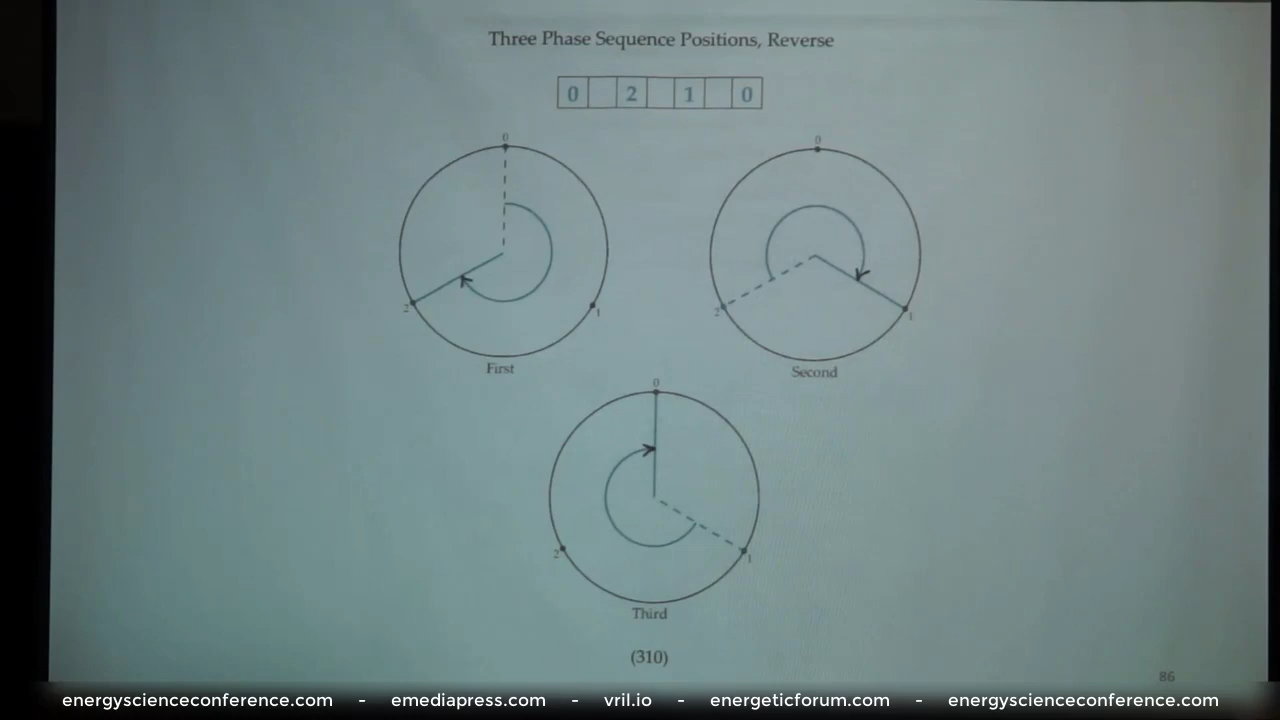 Three Phase Sequence Positions, Reverse
0 2 1 0
0
2
1
First
0
2
1
Second
0
2
1
Third
(310)
86
energyscienceconference.com - emediapress.com - vril.io - energeticforum.com - energyscienceconference.com